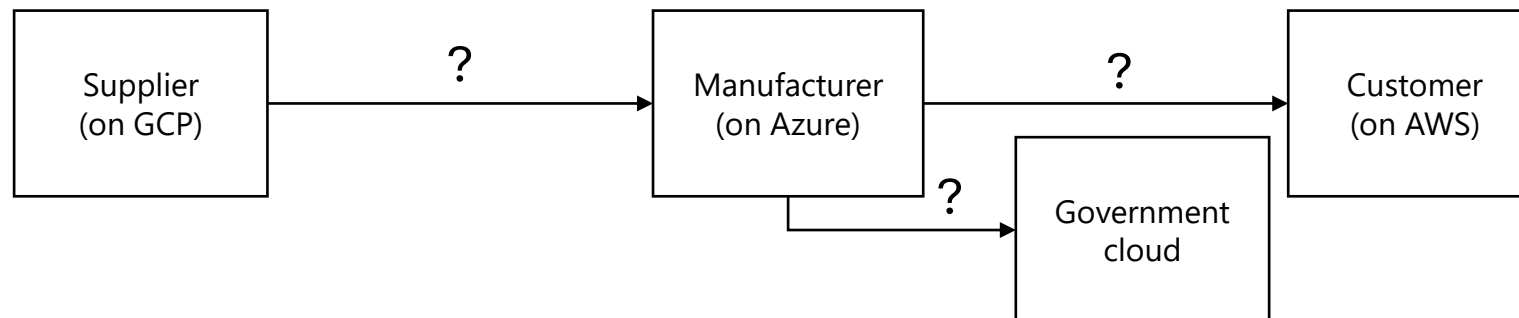 Supplier
(on GCP)
?
Manufacturer
(on Azure)
?
Customer
(on AWS)
?
Government
cloud